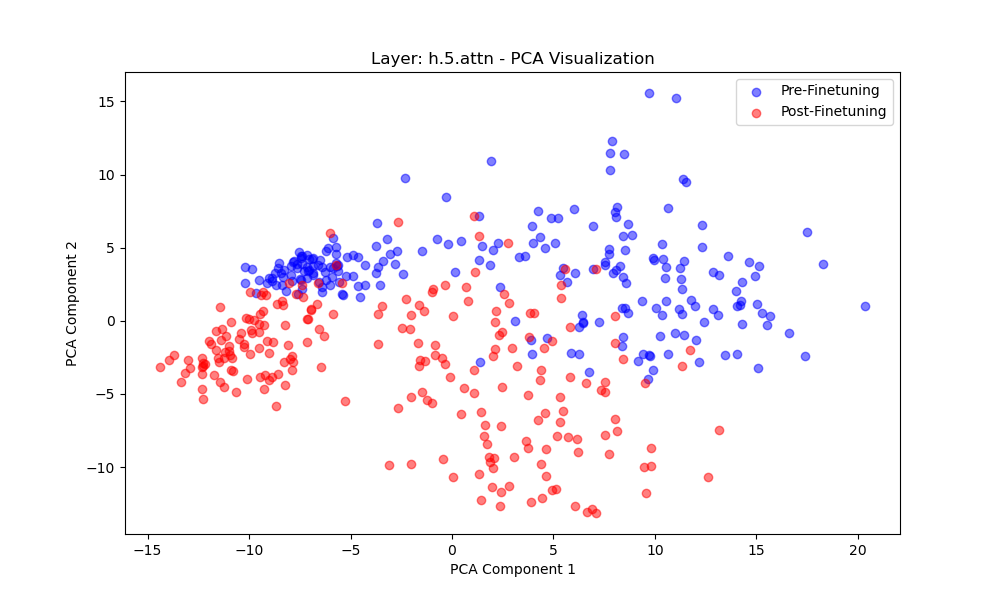 Layer: h.5.attn - PCA Visualization
Pre-Finetuning
Post-Finetuning
15
10
5
0
−5
−10
PCA Component 2
−15
−10
−5
0
5
10
15
20
PCA Component 1